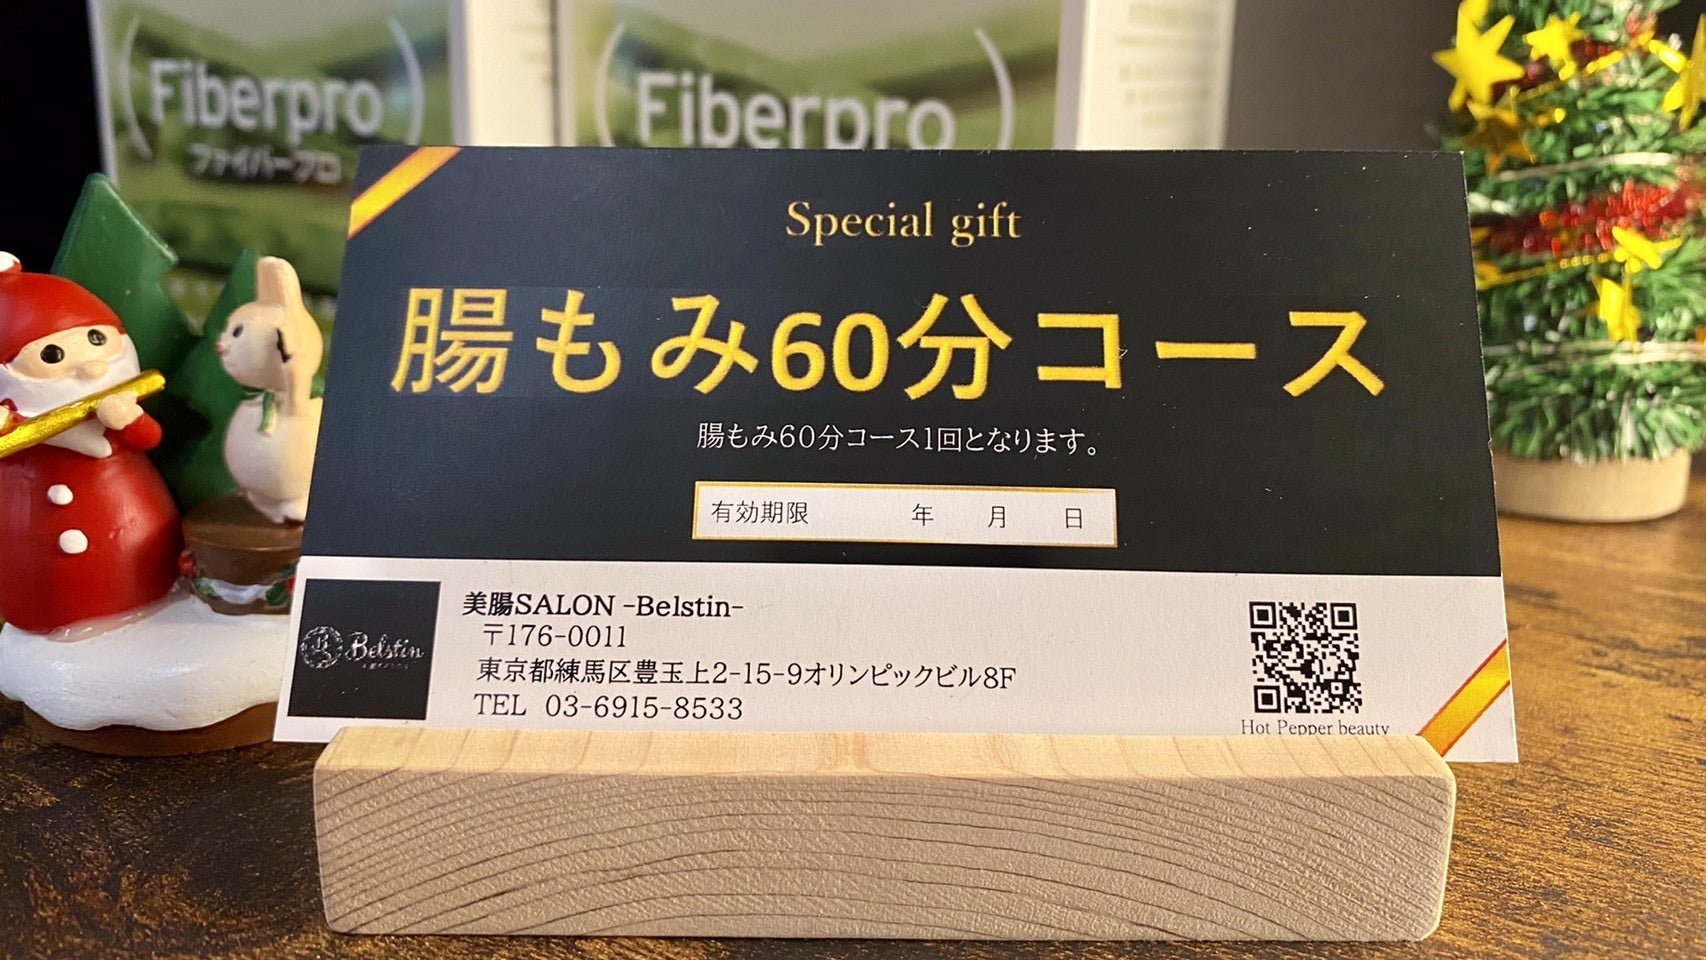 Fiberpro
ファイバープロ
Fiberpro
Special gift
腸もみ60分コース
腸もみ60分コース1回となります。
有効期限 年 月 日
美腸SALON -Belstin-
〒176-0011
東京都練馬区豊玉上2-15-9オリンピックビル8F
TEL 03-6915-8533
Belstin
Hot Pepper beauty